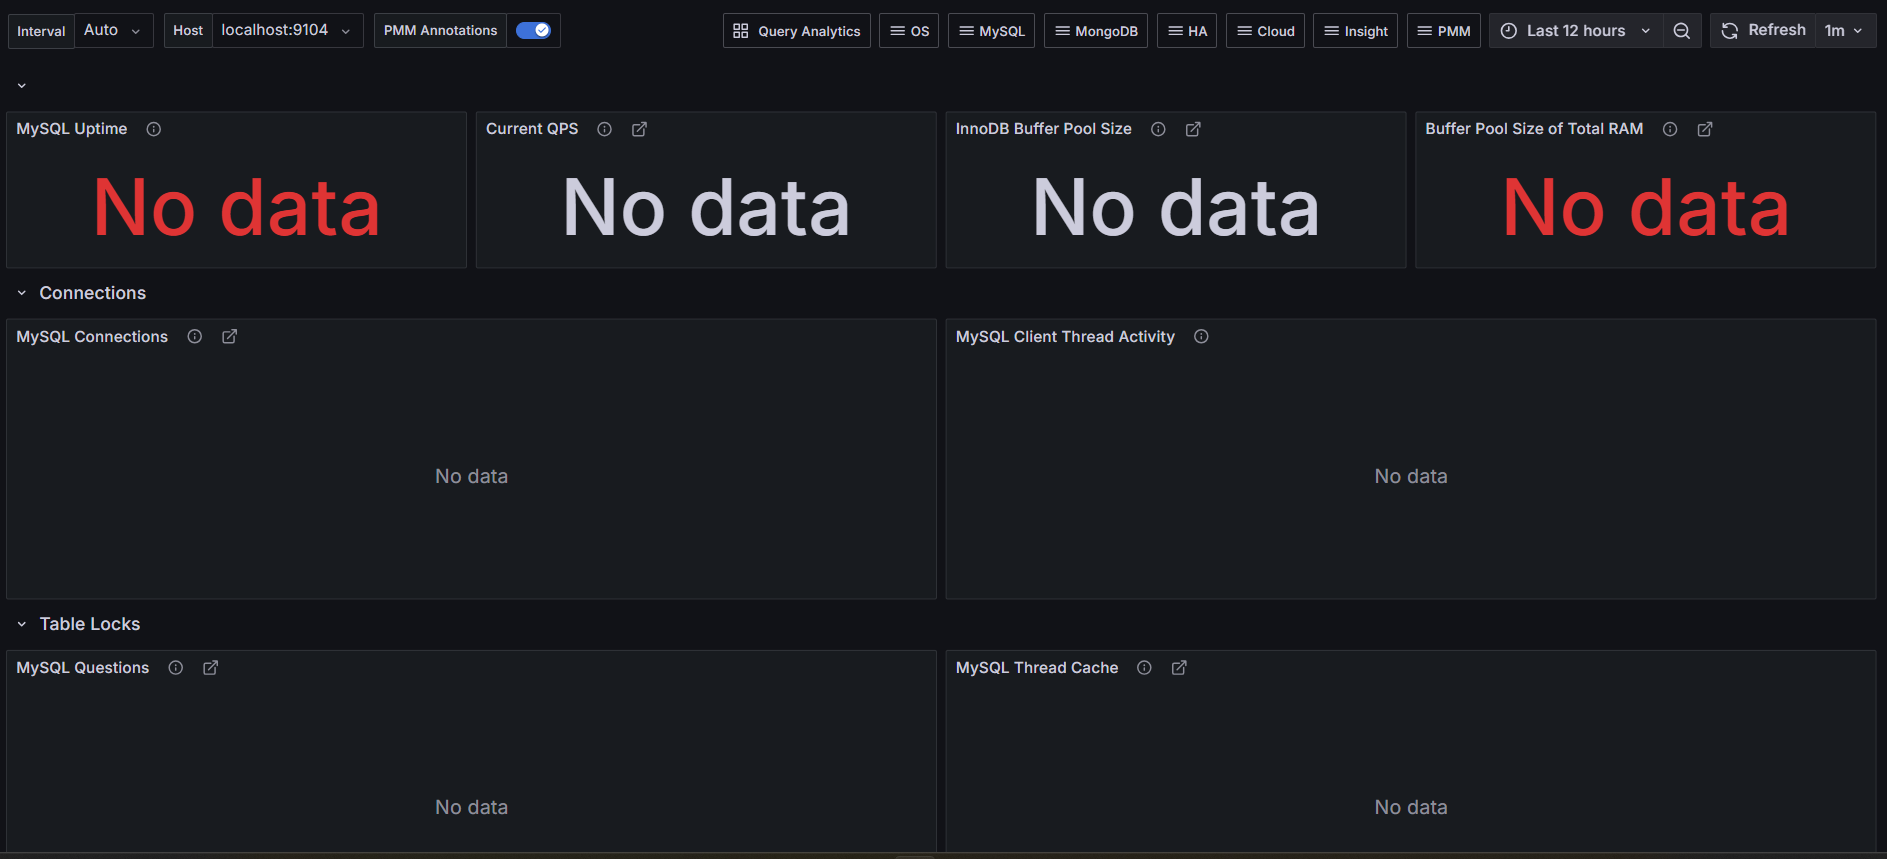 Interval Auto Host localhost:9104 PMM Annotations Query Analytics OS MySQL MongoDB HA Cloud Insight PMM Last 12 hours Refresh 1m
MySQL Uptime Current QPS InnoDB Buffer Pool Size Buffer Pool Size of Total RAM
No data No data No data No data
Connections
MySQL Connections MySQL Client Thread Activity
No data No data
Table Locks
MySQL Questions MySQL Thread Cache
No data No data